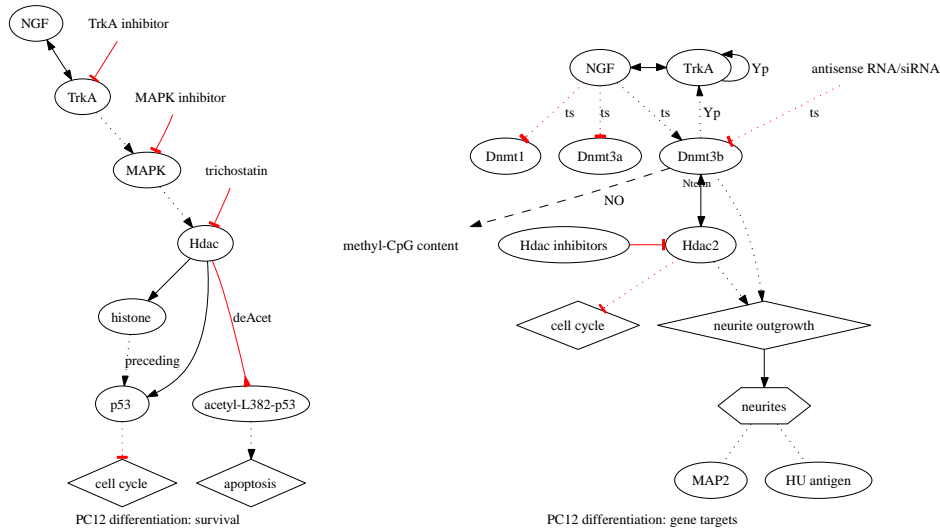 NGF
TrkA inhibitor
TrkA
MAPK inhibitor
MAPK
trichostatin
Hdac
histone
deAcet
preceding
p53
acetyl-L382-p53
cell cycle
apoptosis
PC12 differentiation: survival
NGF
TrkA
Yp
antisense RNA/siRNA
ts
ts
ts
Yp
ts
Dnmt1
Dnmt3a
Dnmt3b
Nterm
NO
methyl-CpG content
Hdac inhibitors
Hdac2
cell cycle
neurite outgrowth
neurites
MAP2
HU antigen
PC12 differentiation: gene targets